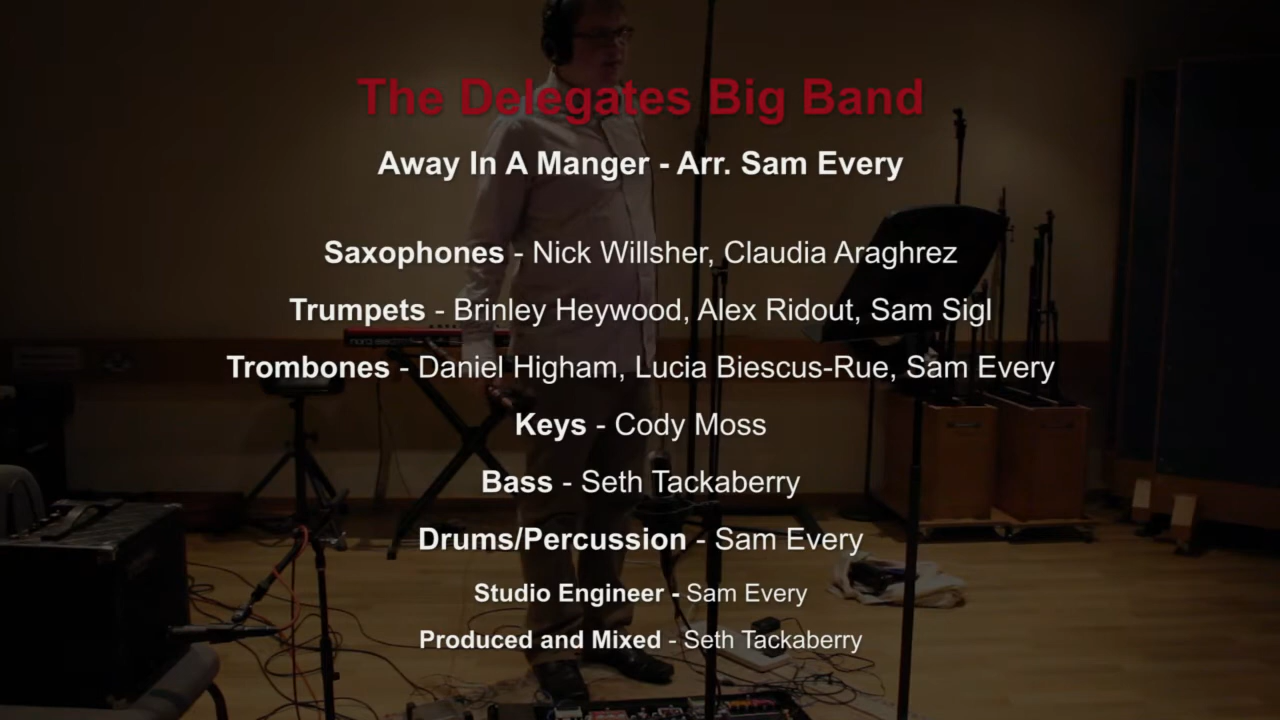 The Delegates Big Band
Away In A Manger - Arr. Sam Every
Saxophones - Nick Willsher, Claudia Araghrez
Trumpets - Brinley Heywood, Alex Ridout, Sam Sigl
Trombones - Daniel Higham, Lucia Biescus-Rue, Sam Every
Keys - Cody Moss
Bass - Seth Tackaberry
Drums/Percussion - Sam Every
Studio Engineer - Sam Every
Produced and Mixed - Seth Tackaberry